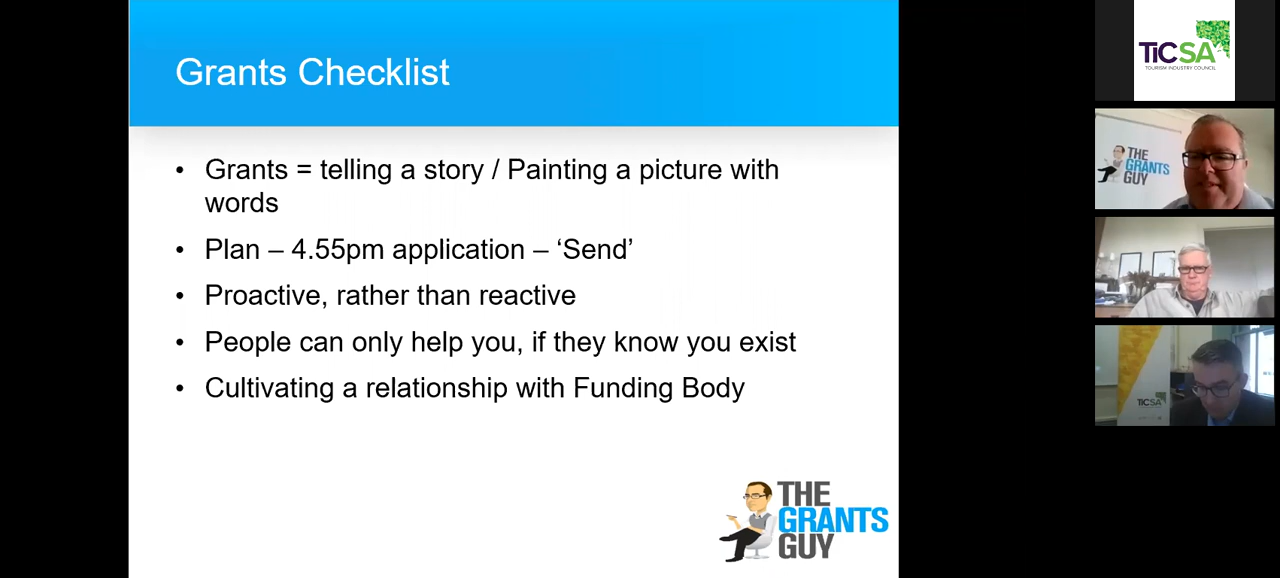 Grants Checklist
• Grants = telling a story / Painting a picture with
words
• Plan – 4.55pm application – ‘Send’
• Proactive, rather than reactive
• People can only help you, if they know you exist
• Cultivating a relationship with Funding Body
THE
GRANTS
GUY
TiCSA
TOURISM INDUSTRY COUNCIL
THE
GRANTS
GUY
TiCSA